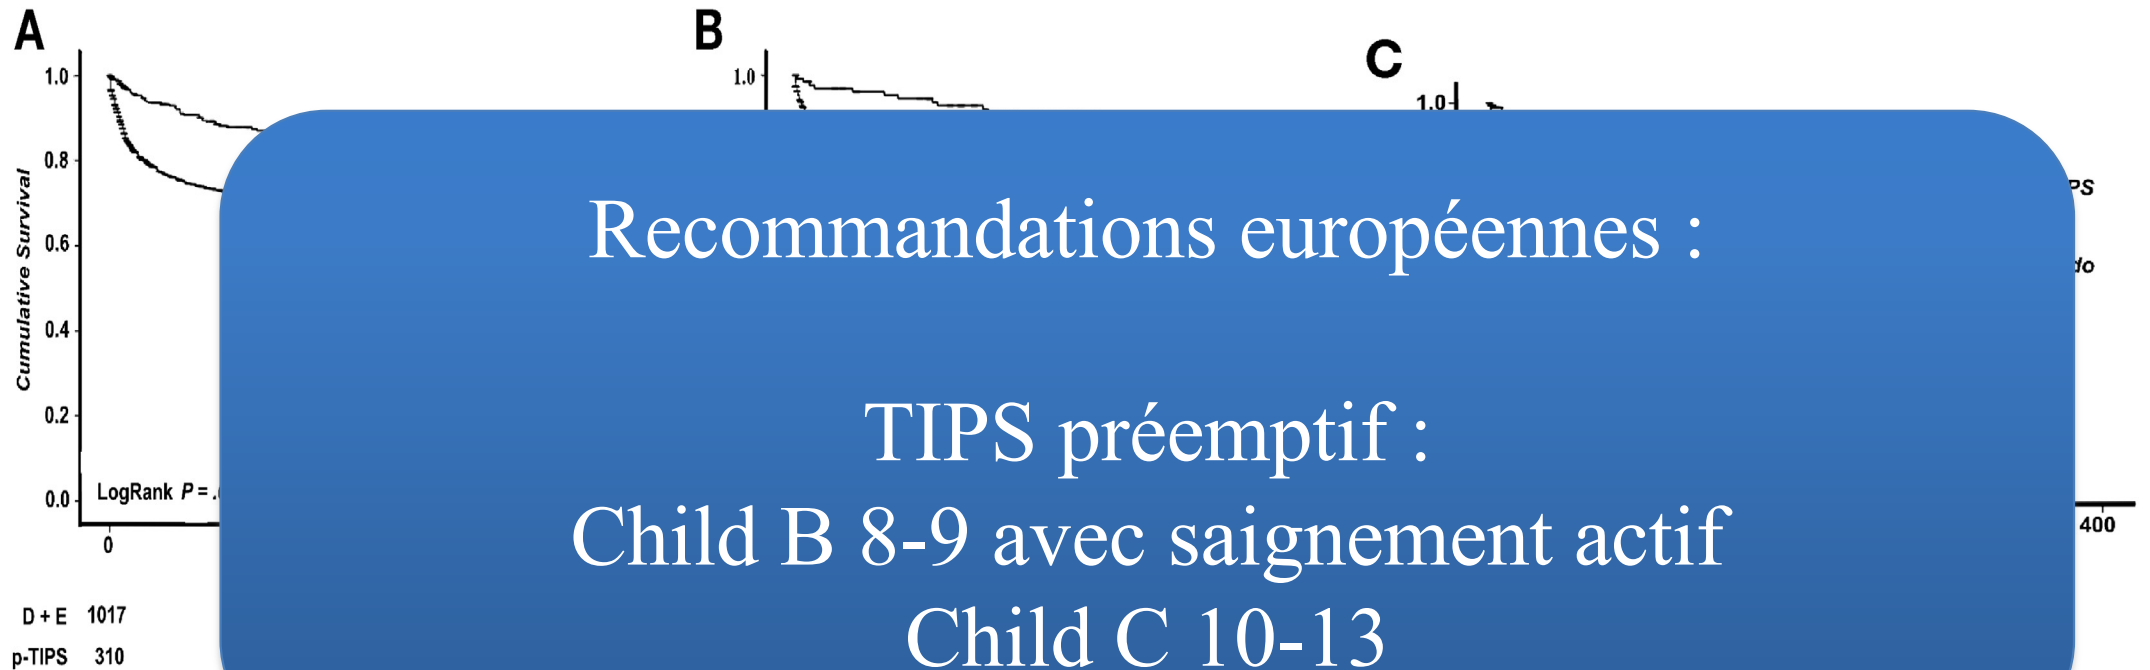 A
B
C
1.0
0.8
0.6
0.4
0.2
0.0
Cumulative Survival
LogRank P =
0
D + E 1017
p-TIPS 310
1.0
1.0
400
Recommandations européennes :
TIPS préemptif :
Child B 8-9 avec saignement actif
Child C 10-13